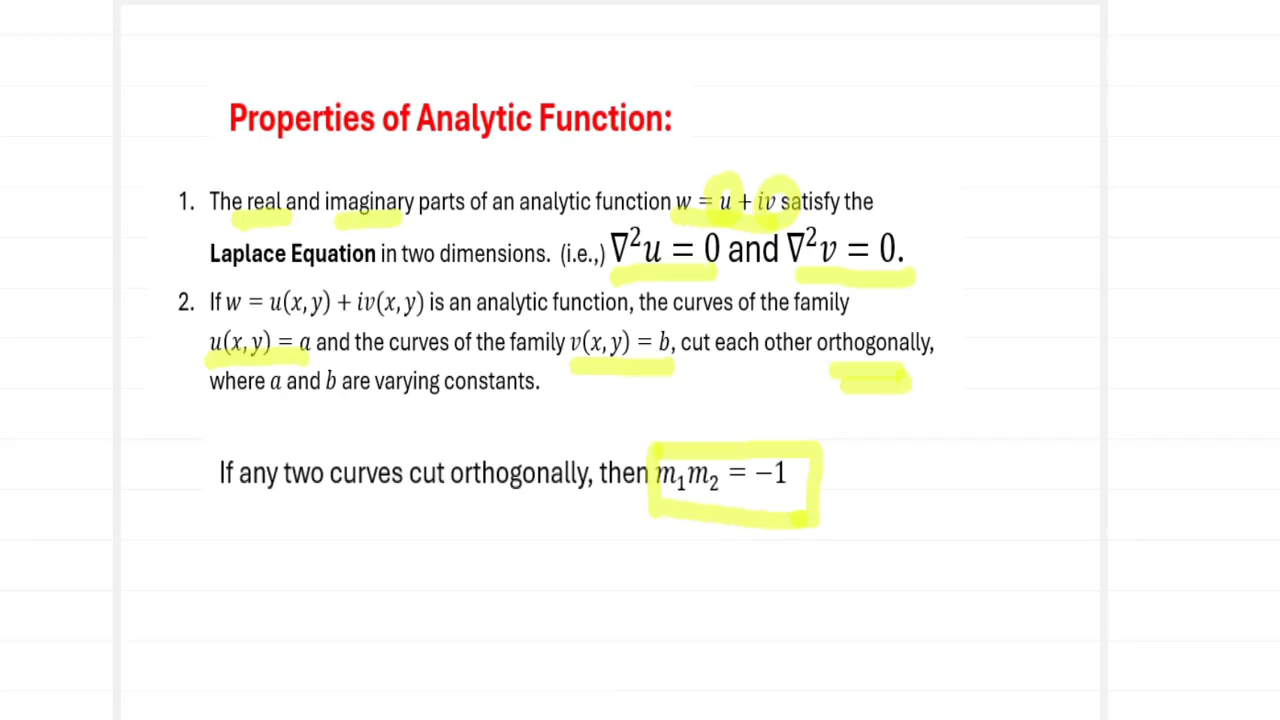 Properties of Analytic Function:
1. The real and imaginary parts of an analytic function w = u + iv satisfy the
Laplace Equation in two dimensions. (i.e.,) ∇²u = 0 and ∇²v = 0.
2. If w = u(x, y) + iv(x, y) is an analytic function, the curves of the family
u(x, y) = a and the curves of the family v(x, y) = b, cut each other orthogonally,
where a and b are varying constants.
If any two curves cut orthogonally, then m₁m₂ = −1